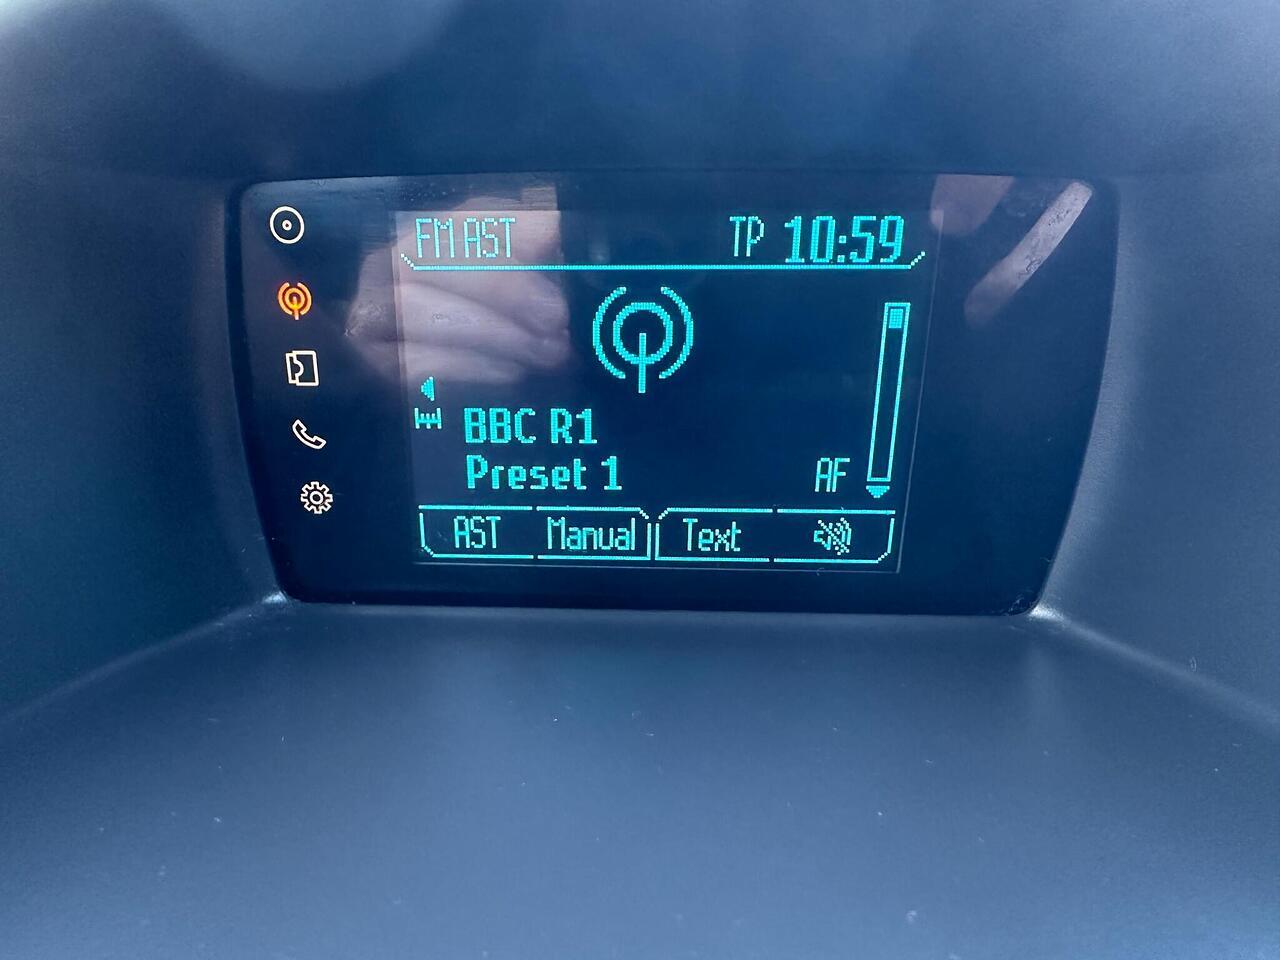 FM AST TP 10:59
BBC R1
Preset 1 AF
AST Manual Text